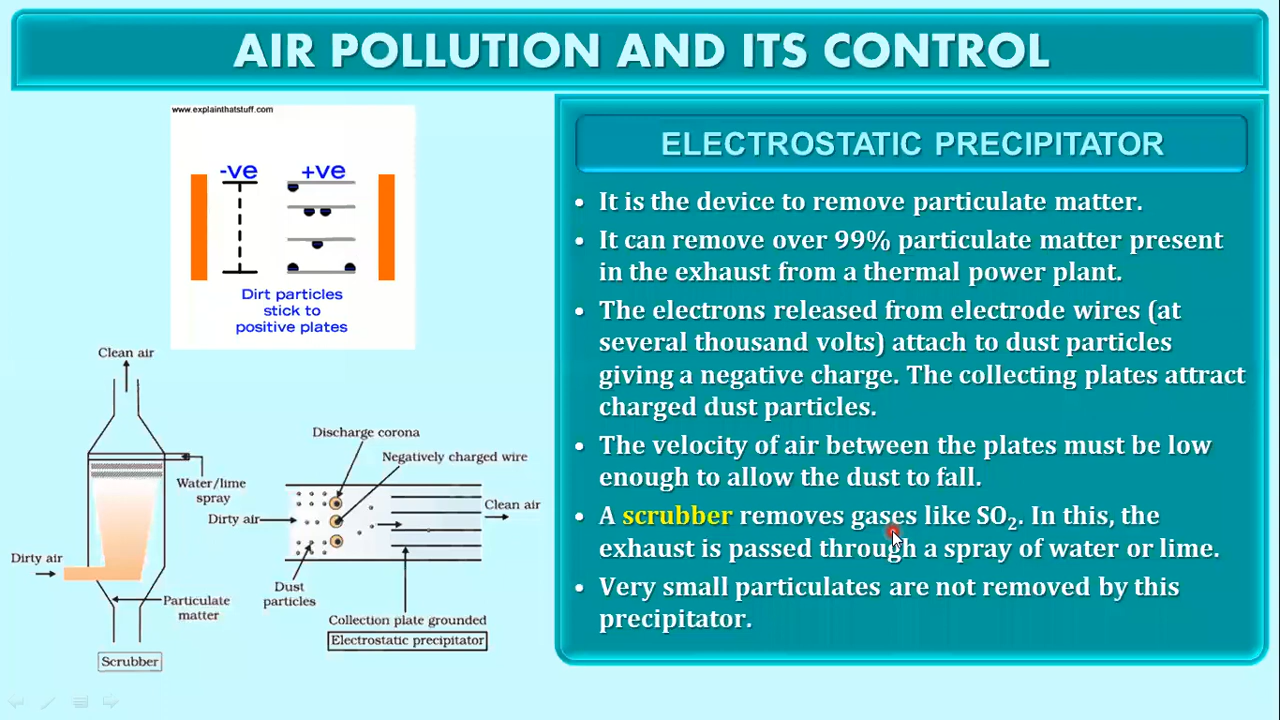 AIR POLLUTION AND ITS CONTROL
www.explainthatstuff.com
-ve +ve
Dirt particles
stick to
positive plates
Clean air
Water/lime
spray
Dirty air
Particulate
matter
Scrubber
Discharge corona
Negatively charged wire
Clean air
Dirty air
Dust
particles
Collection plate grounded
Electrostatic precipitator
ELECTROSTATIC PRECIPITATOR
• It is the device to remove particulate matter.
• It can remove over 99% particulate matter present
in the exhaust from a thermal power plant.
• The electrons released from electrode wires (at
several thousand volts) attach to dust particles
giving a negative charge. The collecting plates attract
charged dust particles.
• The velocity of air between the plates must be low
enough to allow the dust to fall.
• A scrubber removes gases like SO₂. In this, the
exhaust is passed through a spray of water or lime.
• Very small particulates are not removed by this
precipitator.